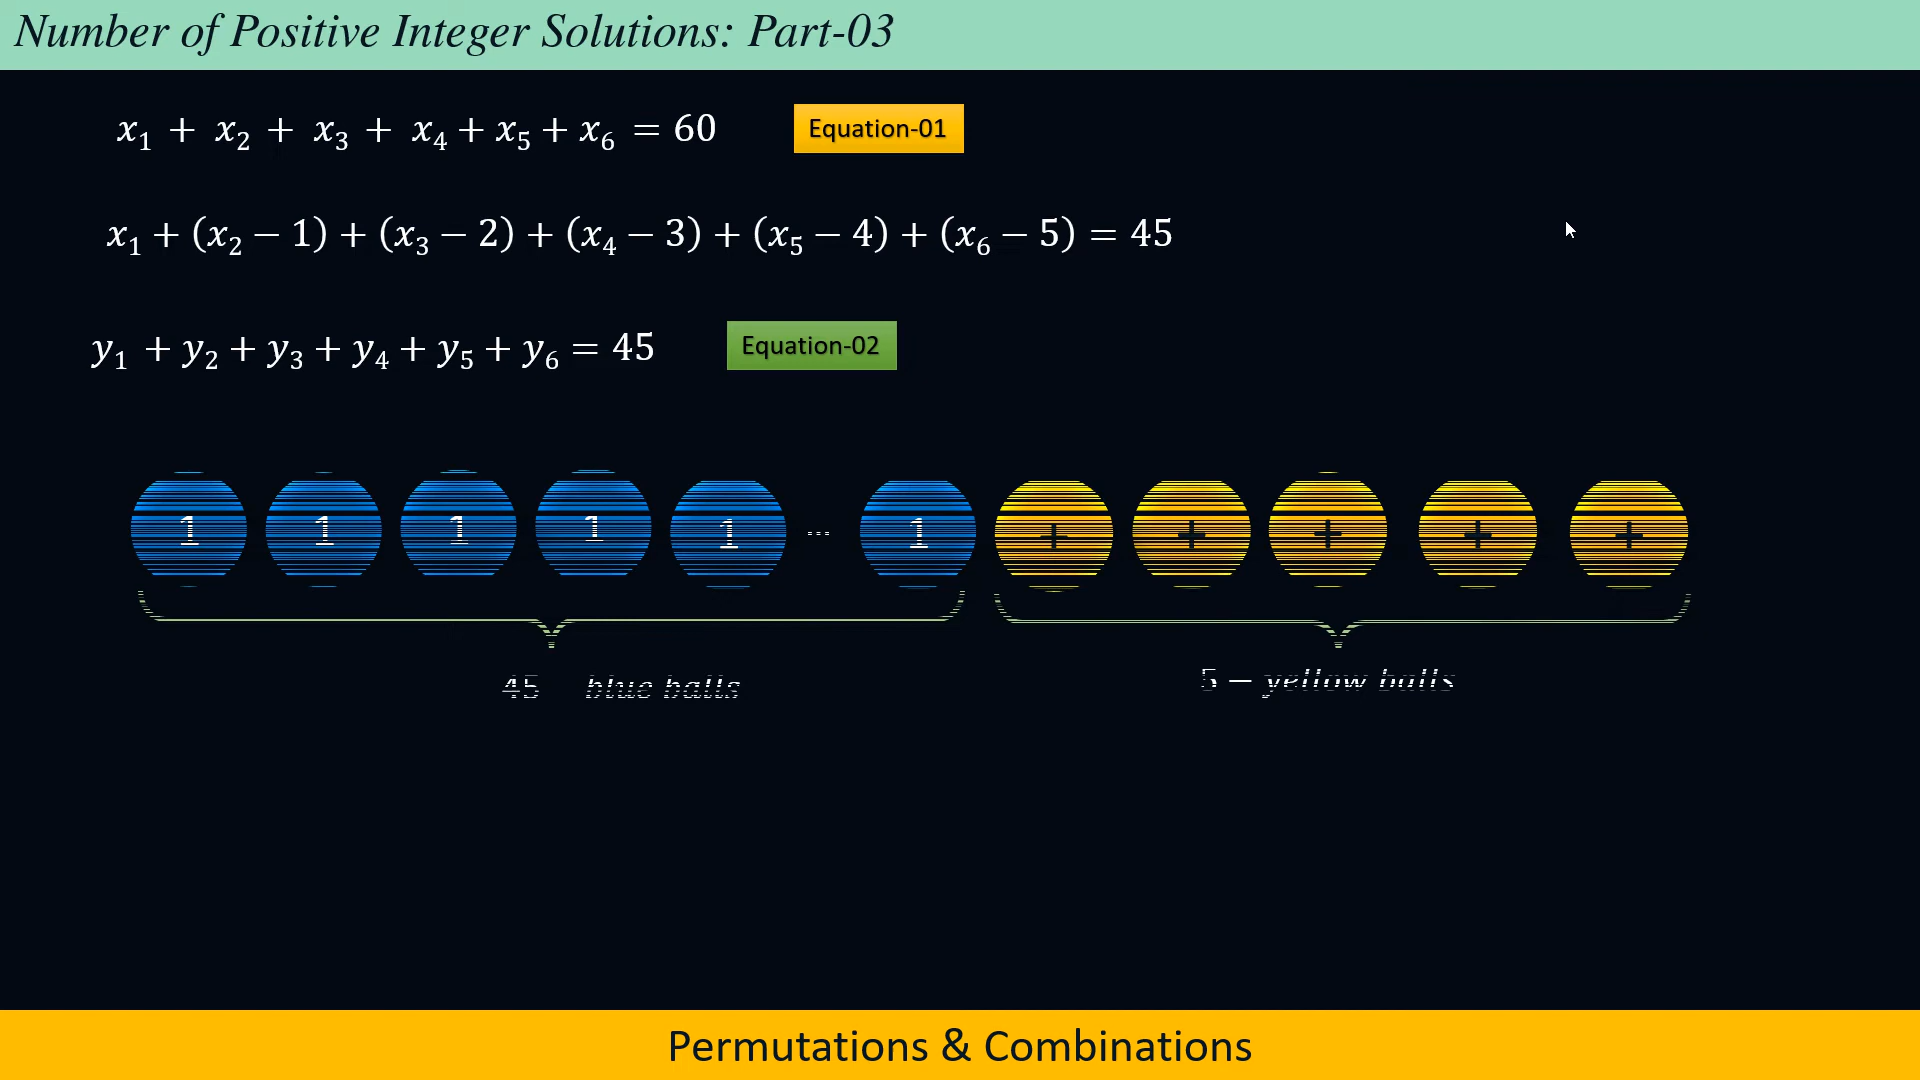 Number of Positive Integer Solutions: Part-03
x₁ + x₂ + x₃ + x₄ + x₅ + x₆ = 60 Equation-01
x₁ + (x₂ − 1) + (x₃ − 2) + (x₄ − 3) + (x₅ − 4) + (x₆ − 5) = 45
y₁ + y₂ + y₃ + y₄ + y₅ + y₆ = 45 Equation-02
1 1 1 1 1 ... 1 + + + + +
45 blue balls 5 − yellow balls
Permutations & Combinations